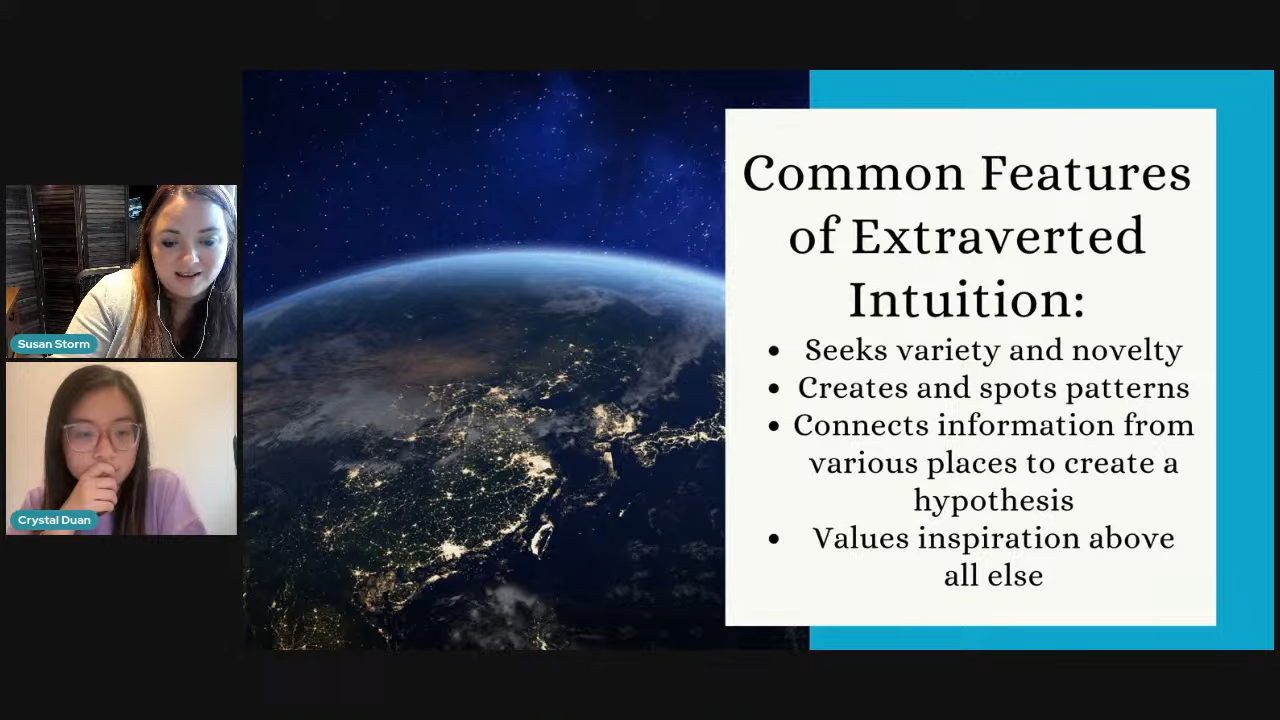 Susan Storm
Crystal Duan
Common Features
of Extraverted
Intuition:
• Seeks variety and novelty
• Creates and spots patterns
• Connects information from
various places to create a
hypothesis
• Values inspiration above
all else